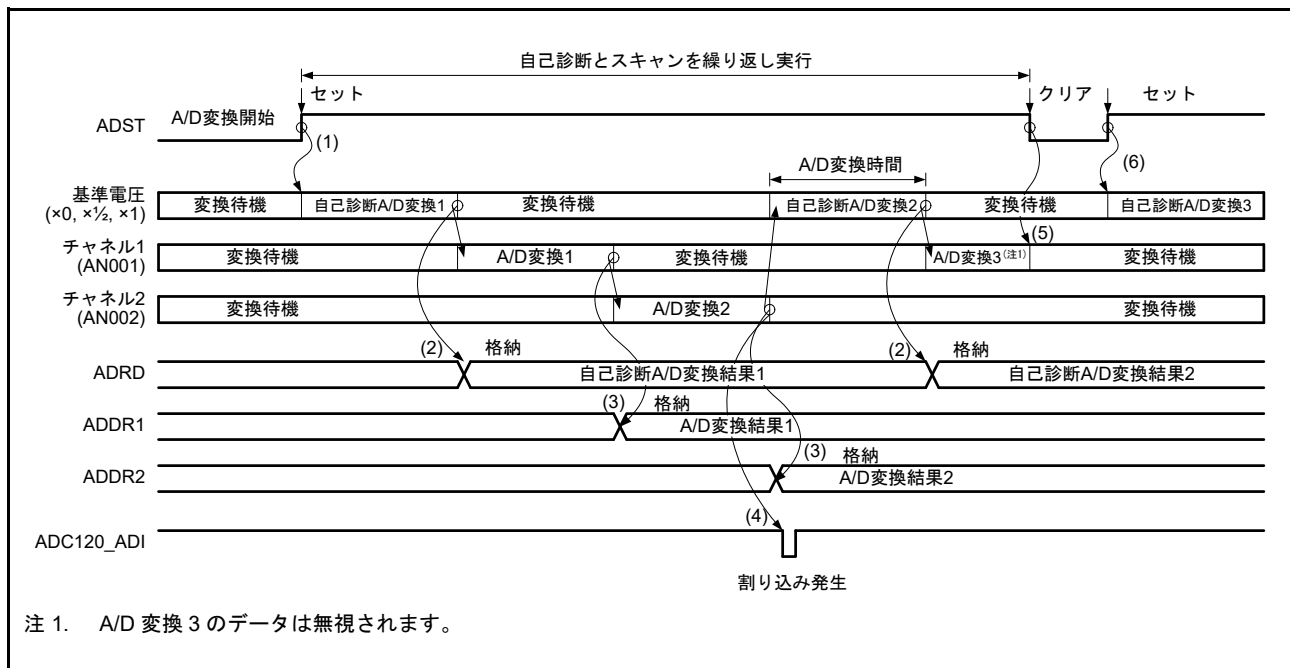 自己診断とスキャンを繰り返し実行
セット
クリア
セット
ADST
A/D変換開始
(1)
A/D変換時間
(6)
基準電圧
(×0, ×½, ×1)
変換待機
自己診断A/D変換1
変換待機
自己診断A/D変換2
変換待機
自己診断A/D変換3
(5)
チャネル1
(AN001)
変換待機
A/D変換1
変換待機
A/D変換3(注1)
変換待機
チャネル2
(AN002)
変換待機
A/D変換2
変換待機
ADRD
(2)
格納
自己診断A/D変換結果1
(2)
格納
自己診断A/D変換結果2
ADDR1
(3)
格納
A/D変換結果1
ADDR2
(3)
格納
A/D変換結果2
ADC120_ADI
(4)
割り込み発生
注 1. A/D 変換 3 のデータは無視されます。